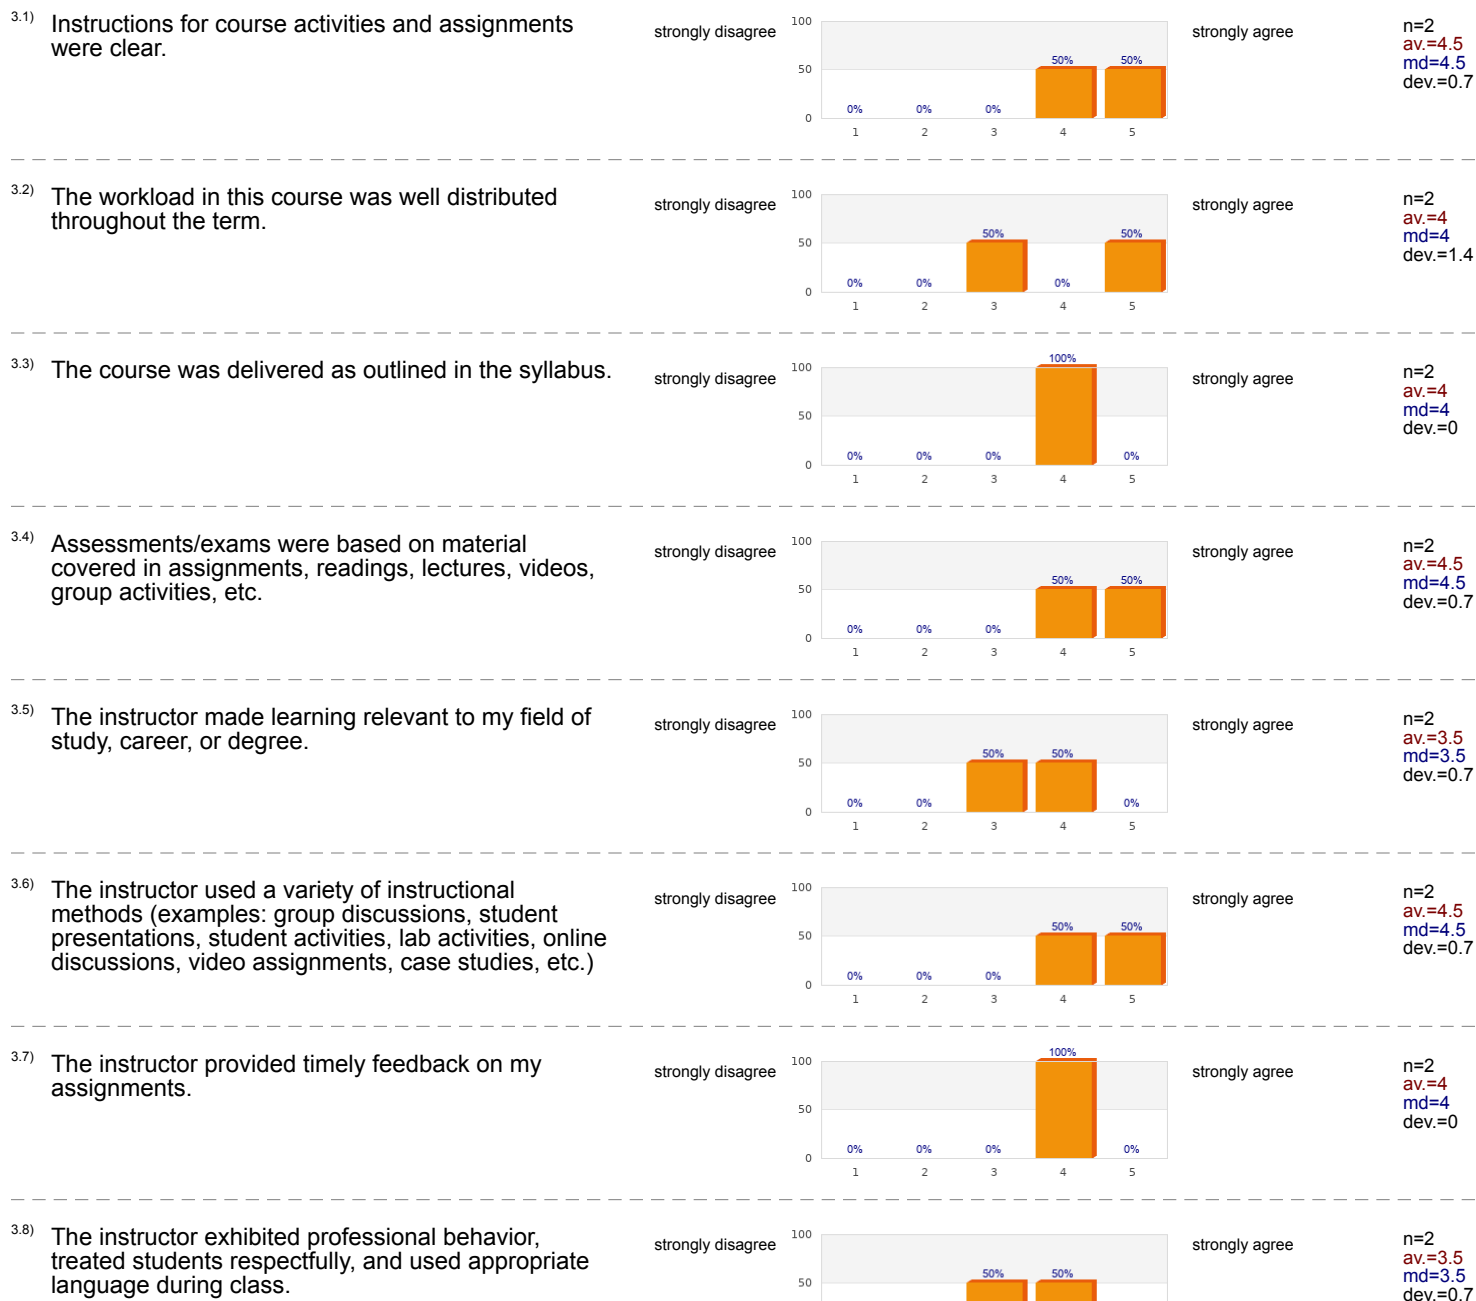 3.1) Instructions for course activities and assignments
were clear.
strongly disagree
100
50
0
0%
0%
0%
50%
50%
1
2
3
4
5
strongly agree
n=2
av.=4.5
md=4.5
dev.=0.7
3.2) The workload in this course was well distributed
throughout the term.
strongly disagree
100
50
0
0%
0%
50%
0%
50%
1
2
3
4
5
strongly agree
n=2
av.=4
md=4
dev.=1.4
3.3) The course was delivered as outlined in the syllabus.
strongly disagree
100
50
0
0%
0%
0%
100%
0%
1
2
3
4
5
strongly agree
n=2
av.=4
md=4
dev.=0
3.4) Assessments/exams were based on material
covered in assignments, readings, lectures, videos,
group activities, etc.
strongly disagree
100
50
0
0%
0%
0%
50%
50%
1
2
3
4
5
strongly agree
n=2
av.=4.5
md=4.5
dev.=0.7
3.5) The instructor made learning relevant to my field of
study, career, or degree.
strongly disagree
100
50
0
0%
0%
50%
50%
0%
1
2
3
4
5
strongly agree
n=2
av.=3.5
md=3.5
dev.=0.7
3.6) The instructor used a variety of instructional
methods (examples: group discussions, student
presentations, student activities, lab activities, online
discussions, video assignments, case studies, etc.)
strongly disagree
100
50
0
0%
0%
0%
50%
50%
1
2
3
4
5
strongly agree
n=2
av.=4.5
md=4.5
dev.=0.7
3.7) The instructor provided timely feedback on my
assignments.
strongly disagree
100
50
0
0%
0%
0%
100%
0%
1
2
3
4
5
strongly agree
n=2
av.=4
md=4
dev.=0
3.8) The instructor exhibited professional behavior,
treated students respectfully, and used appropriate
language during class.
strongly disagree
100
50
50%
50%
strongly agree
n=2
av.=3.5
md=3.5
dev.=0.7